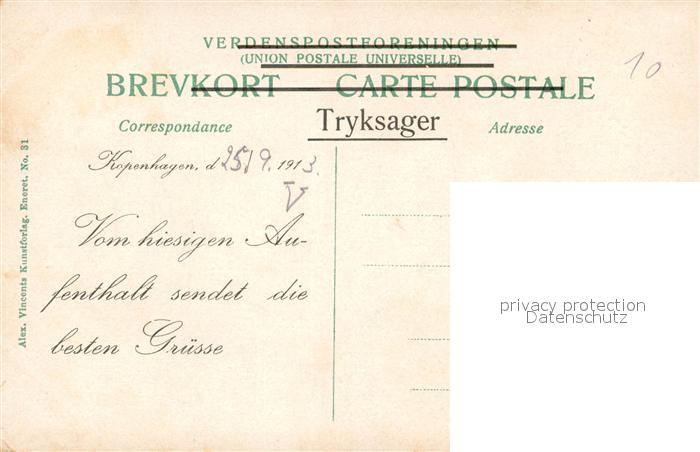 VERDENSPOSTFORENINGEN
(UNION POSTALE UNIVERSELLE)
BREVKORT CARTE POSTALE
10
Tryksager
Correspondance
Adresse
Kopenhagen, d 25/9. 1913.
Vom hiesigen Au-
fenthalt sendet die
besten Grüsse
Alex. Vincents Kunstforlag. Eneret. No. 31
privacy protection
Datenschutz